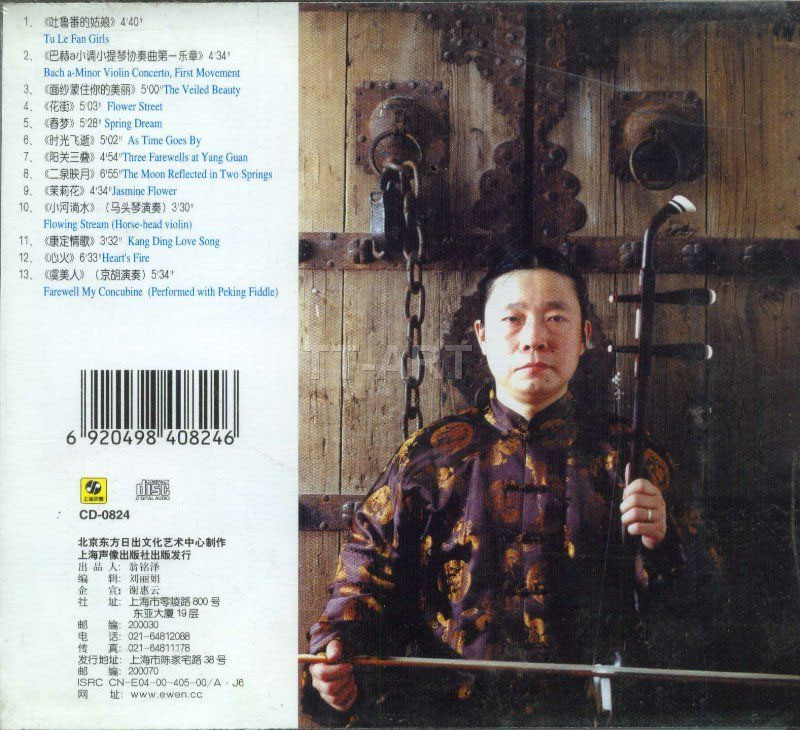 1、《吐鲁番的姑娘》4'40"
Tu Le Fan Girls
2、《巴赫a小调小提琴协奏曲第一乐章》4'34"
Bach a-Minor Violin Concerto, First Movement
3、《面纱蒙住你的美丽》5'00"The Veiled Beauty
4、《花街》5'03" Flower Street
5、《春梦》5'28" Spring Dream
6、《时光飞逝》5'02" As Time Goes By
7、《阳关三叠》4'54"Three Farewells at Yang Guan
8、《二泉映月》6'55"The Moon Reflected in Two Springs
9、《茉莉花》4'34"Jasmine Flower
10、《小河淌水》（马头琴演奏）3'30"
Flowing Stream (Horse-head violin)
11、《康定情歌》3'32" Kang Ding Love Song
12、《心火》6'33"Heart's Fire
13、《虞美人》（京胡演奏）5'34"
Farewell My Concubine (Performed with Peking Fiddle)
TT-ART
6 920498 408246
上海声像
COMPACT disc DIGITAL AUDIO
CD-0824
北京东方日出文化艺术中心制作
上海声像出版社出版发行
出品人：翁铭泽
编辑：刘丽娟
企宣：谢惠云
社址：上海市零陵路800号
东亚大厦19层
邮编：200030
电话：021-64812088
传真：021-64811178
发行地址：上海市陈家宅路38号
邮编：200070
ISRC CN-E04-00-405-00/A·J6
网址：www.ewen.cc